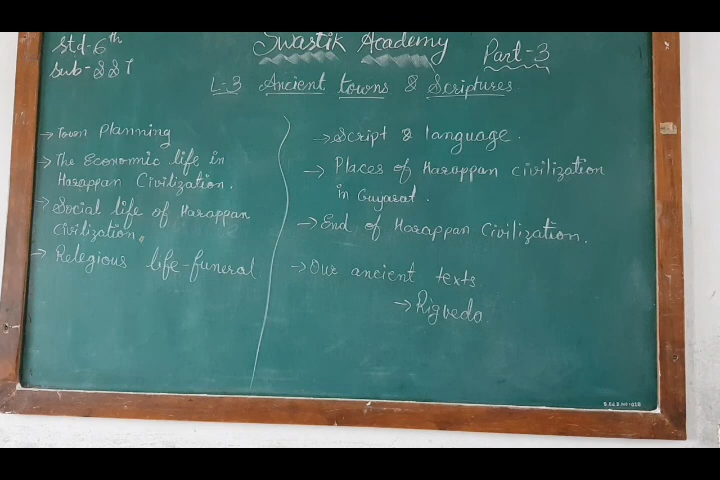 Std-6th
Sub-SST
Swastik Academy
Part-3
L-3 Ancient towns & Scriptures
→ Town Planning
→ The Economic life in
Harappan Civilization.
→ Social life of Harappan
Civilization.
→ Relegious life-funeral
→ Script & language.
→ Places of Harappan civilization
in Gujarat.
→ End of Harappan Civilization.
→ Our ancient texts
→ Rigveda